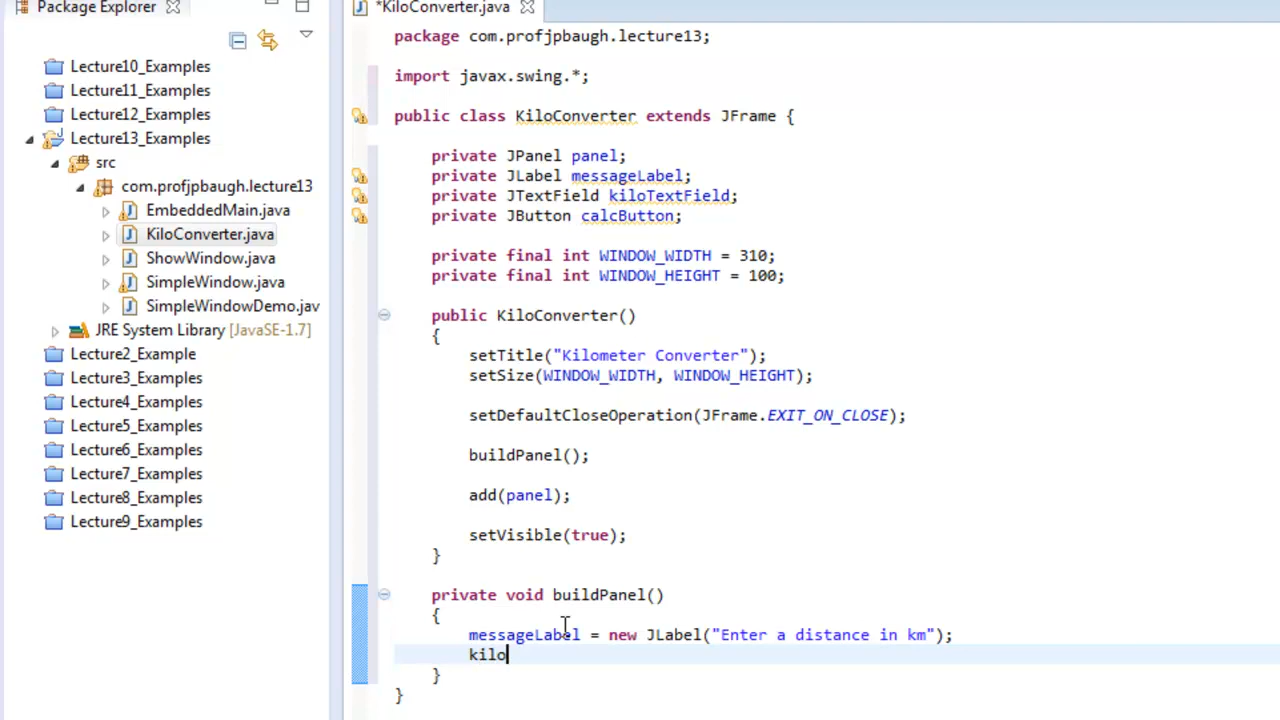 Package Explorer
Lecture10_Examples
Lecture11_Examples
Lecture12_Examples
Lecture13_Examples
src
com.profjpbaugh.lecture13
EmbeddedMain.java
KiloConverter.java
ShowWindow.java
SimpleWindow.java
SimpleWindowDemo.jav
JRE System Library [JavaSE-1.7]
Lecture2_Example
Lecture3_Examples
Lecture4_Examples
Lecture5_Examples
Lecture6_Examples
Lecture7_Examples
Lecture8_Examples
Lecture9_Examples
*KiloConverter.java
package com.profjpbaugh.lecture13;
import javax.swing.*;
public class KiloConverter extends JFrame {
private JPanel panel;
private JLabel messageLabel;
private JTextField kiloTextField;
private JButton calcButton;
private final int WINDOW_WIDTH = 310;
private final int WINDOW_HEIGHT = 100;
public KiloConverter()
{
setTitle("Kilometer Converter");
setSize(WINDOW_WIDTH, WINDOW_HEIGHT);
setDefaultCloseOperation(JFrame.EXIT_ON_CLOSE);
buildPanel();
add(panel);
setVisible(true);
}
private void buildPanel()
{
messageLabel = new JLabel("Enter a distance in km");
kilo
}
}